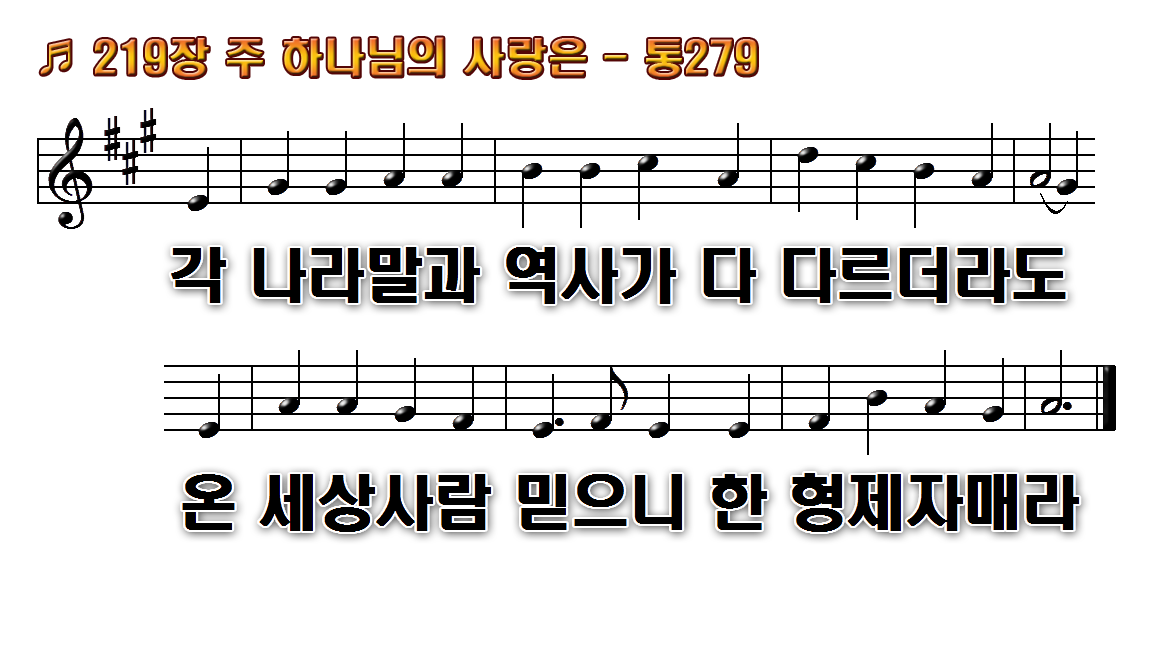 219장 주 하나님의 사랑은 - 통279
각 나라말과 역사가 다 다르더라도
온 세상사람 믿으니 한 형제자매라